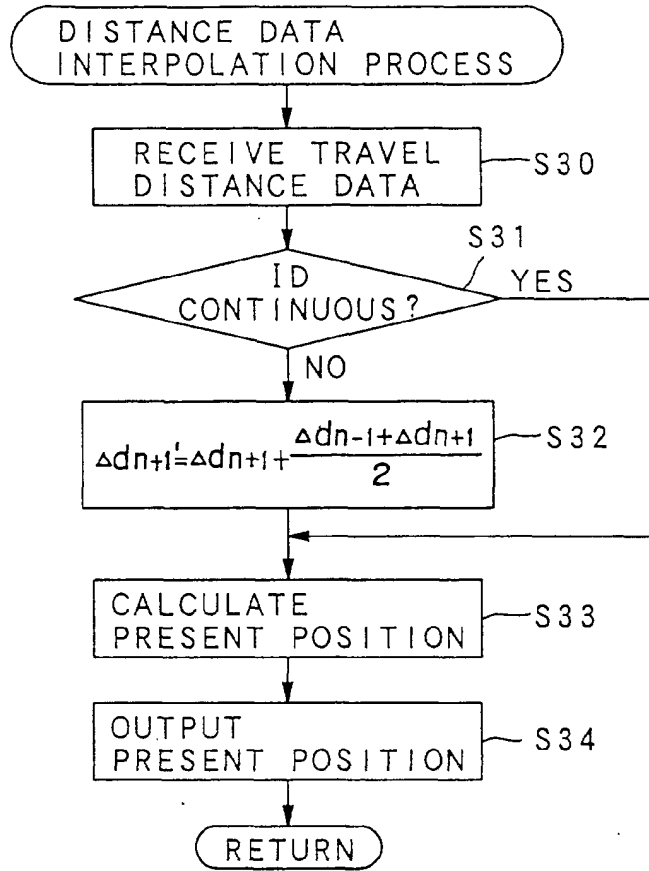 DISTANCE DATA
INTERPOLATION PROCESS
RECEIVE TRAVEL
DISTANCE DATA
S30
S31
ID
CONTINUOUS?
YES
NO
Δdn+1'=Δdn+1+(Δdn-1+Δdn+1)/2
S32
CALCULATE
PRESENT POSITION
S33
OUTPUT
PRESENT POSITION
S34
RETURN